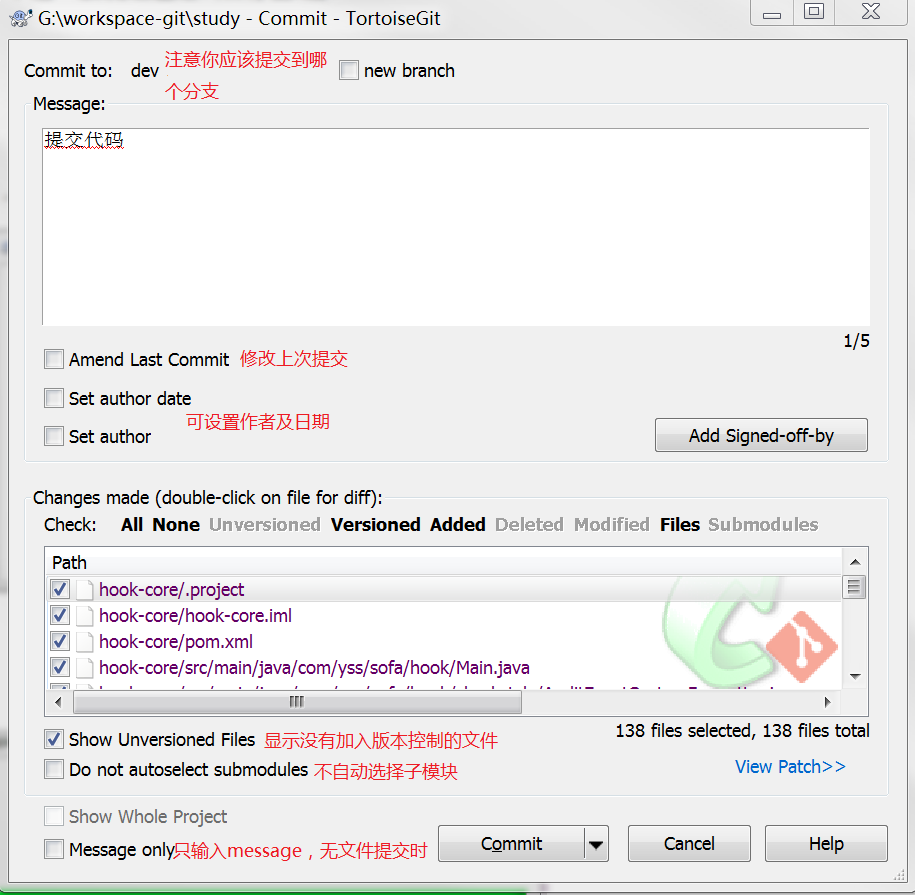 G:\workspace-git\study - Commit - TortoiseGit
Commit to: dev 注意你应该提交到哪 new branch
个分支
Message:
提交代码
1/5
Amend Last Commit 修改上次提交
Set author date
可设置作者及日期
Set author
Add Signed-off-by
Changes made (double-click on file for diff):
Check: All None Unversioned Versioned Added Deleted Modified Files Submodules
Path
hook-core/.project
hook-core/hook-core.iml
hook-core/pom.xml
hook-core/src/main/java/com/yss/sofa/hook/Main.java
138 files selected, 138 files total
Show Unversioned Files 显示没有加入版本控制的文件
Do not autoselect submodules 不自动选择子模块
View Patch>>
Show Whole Project
Message only只输入message，无文件提交时
Commit Cancel Help